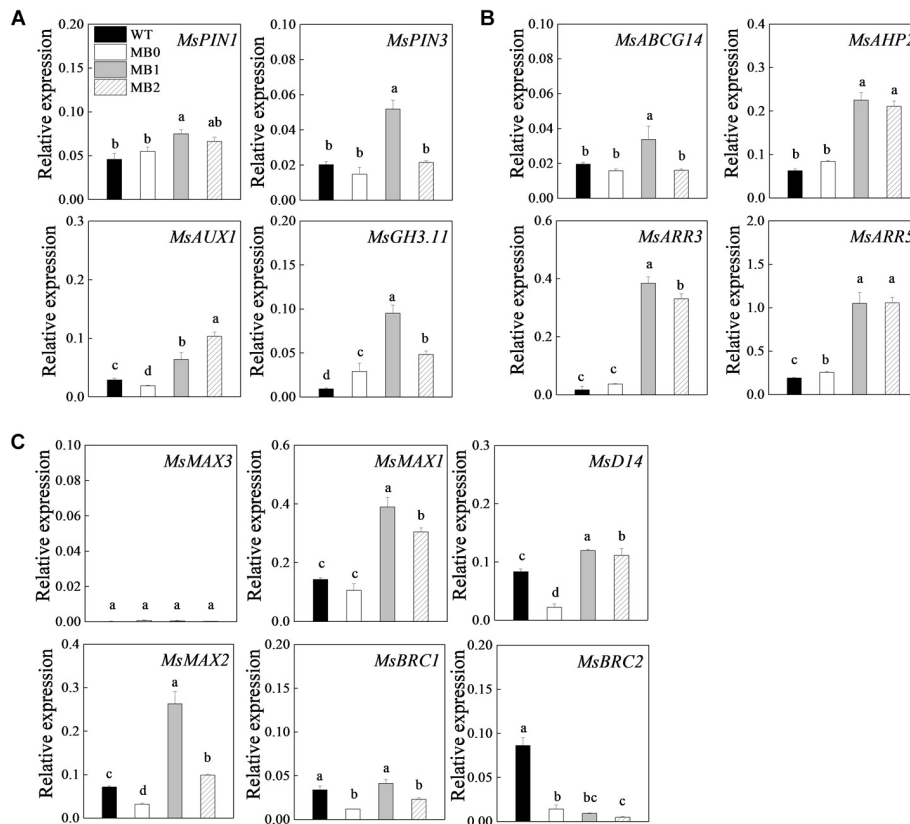 A
Relative expression
0.20
0.15
0.10
0.05
0.00
WT
MB0
MB1
MB2
MsPIN1
b b a ab
Relative expression
0.06
0.04
0.02
0.00
MsPIN3
b b a b
Relative expression
0.3
0.2
0.1
0.0
MsAUX1
c d b a
Relative expression
0.20
0.15
0.10
0.05
0.00
MsGH3.11
d c a b
B
Relative expression
0.10
0.08
0.06
0.04
0.02
0.00
MsABCG14
b b a b
Relative expression
0.4
0.3
0.2
0.1
0.0
MsAHP2
b b a a
Relative expression
0.6
0.4
0.2
0.0
MsARR3
c c a b
Relative expression
2.0
1.5
1.0
0.5
0.0
MsARR5
c b a a
C
Relative expression
0.10
0.08
0.06
0.04
0.02
0.00
MsMAX3
a a a a
Relative expression
0.6
0.4
0.2
0.0
MsMAX1
c c a b
Relative expression
0.3
0.2
0.1
0.0
MsD14
c d a b
Relative expression
0.4
0.3
0.2
0.1
0.0
MsMAX2
c d a b
Relative expression
0.20
0.15
0.10
0.05
0.00
MsBRC1
a b a b
Relative expression
0.20
0.15
0.10
0.05
0.00
MsBRC2
a b bc c